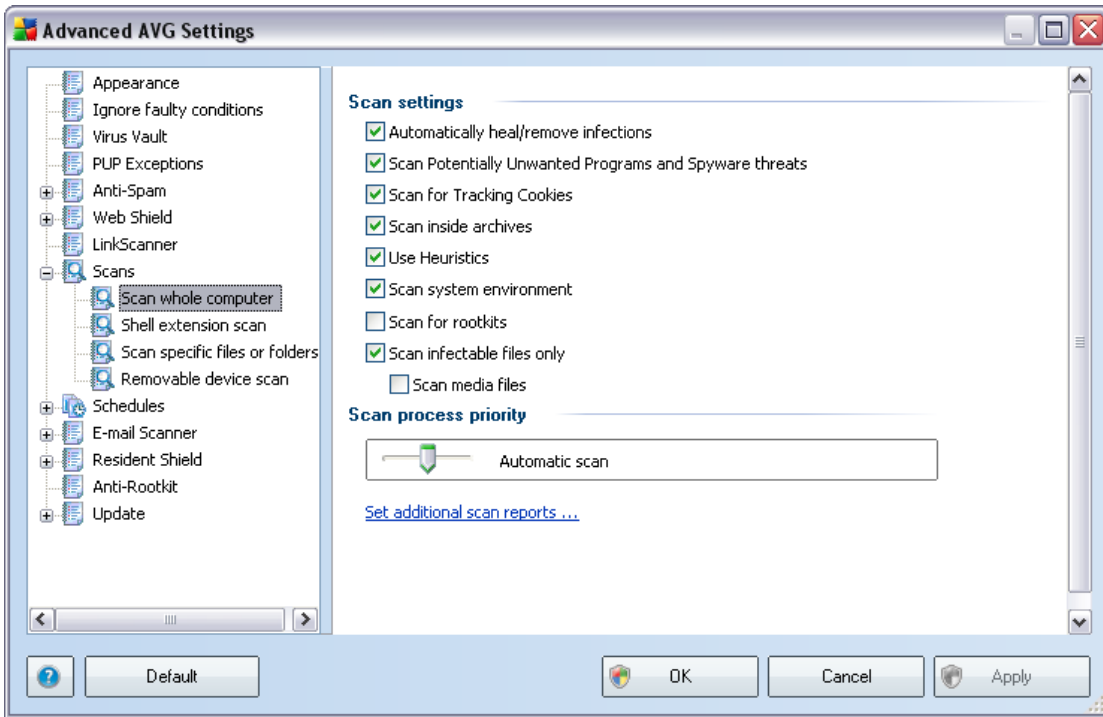 Advanced AVG Settings
Appearance
Ignore faulty conditions
Virus Vault
PUP Exceptions
Anti-Spam
Web Shield
LinkScanner
Scans
Scan whole computer
Shell extension scan
Scan specific files or folders
Removable device scan
Schedules
E-mail Scanner
Resident Shield
Anti-Rootkit
Update
Scan settings
Automatically heal/remove infections
Scan Potentially Unwanted Programs and Spyware threats
Scan for Tracking Cookies
Scan inside archives
Use Heuristics
Scan system environment
Scan for rootkits
Scan infectable files only
Scan media files
Scan process priority
Automatic scan
Set additional scan reports ...
?
Default
OK
Cancel
Apply